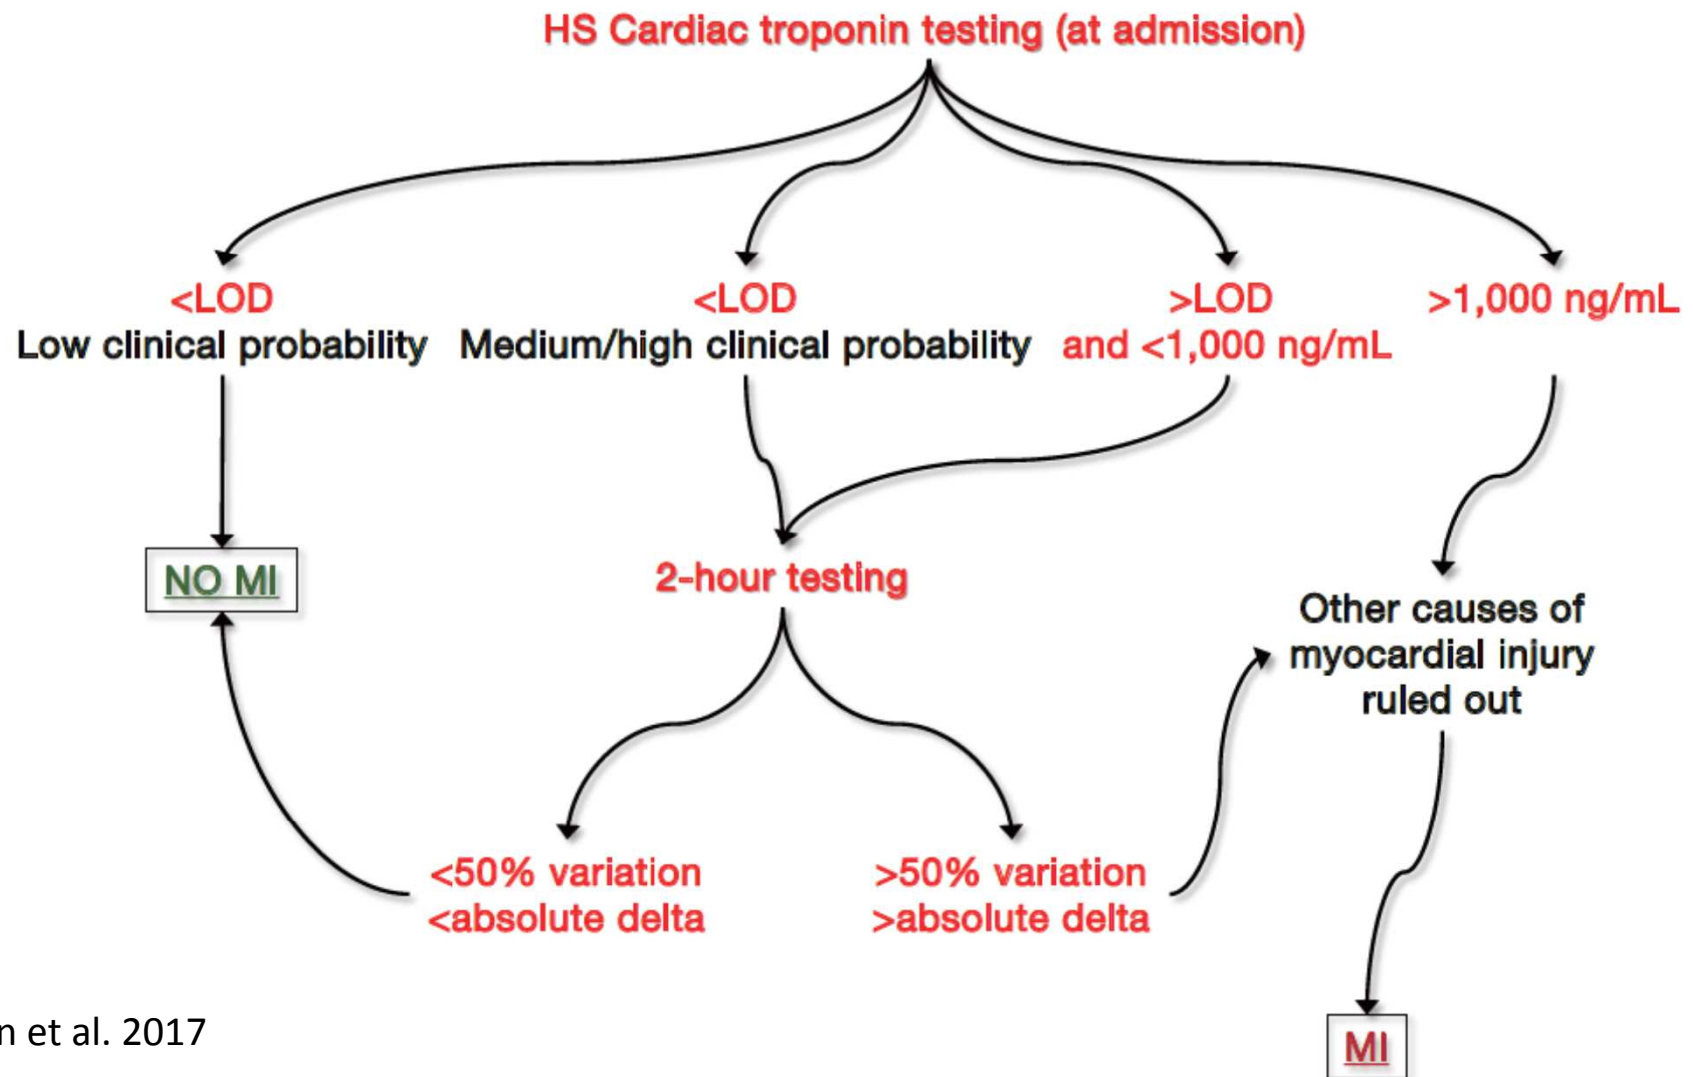 HS Cardiac troponin testing (at admission)
<LOD
Low clinical probability
<LOD
Medium/high clinical probability
>LOD
and <1,000 ng/mL
>1,000 ng/mL
NO MI
2-hour testing
Other causes of
myocardial injury
ruled out
<50% variation
<absolute delta
>50% variation
>absolute delta
MI
et al. 2017